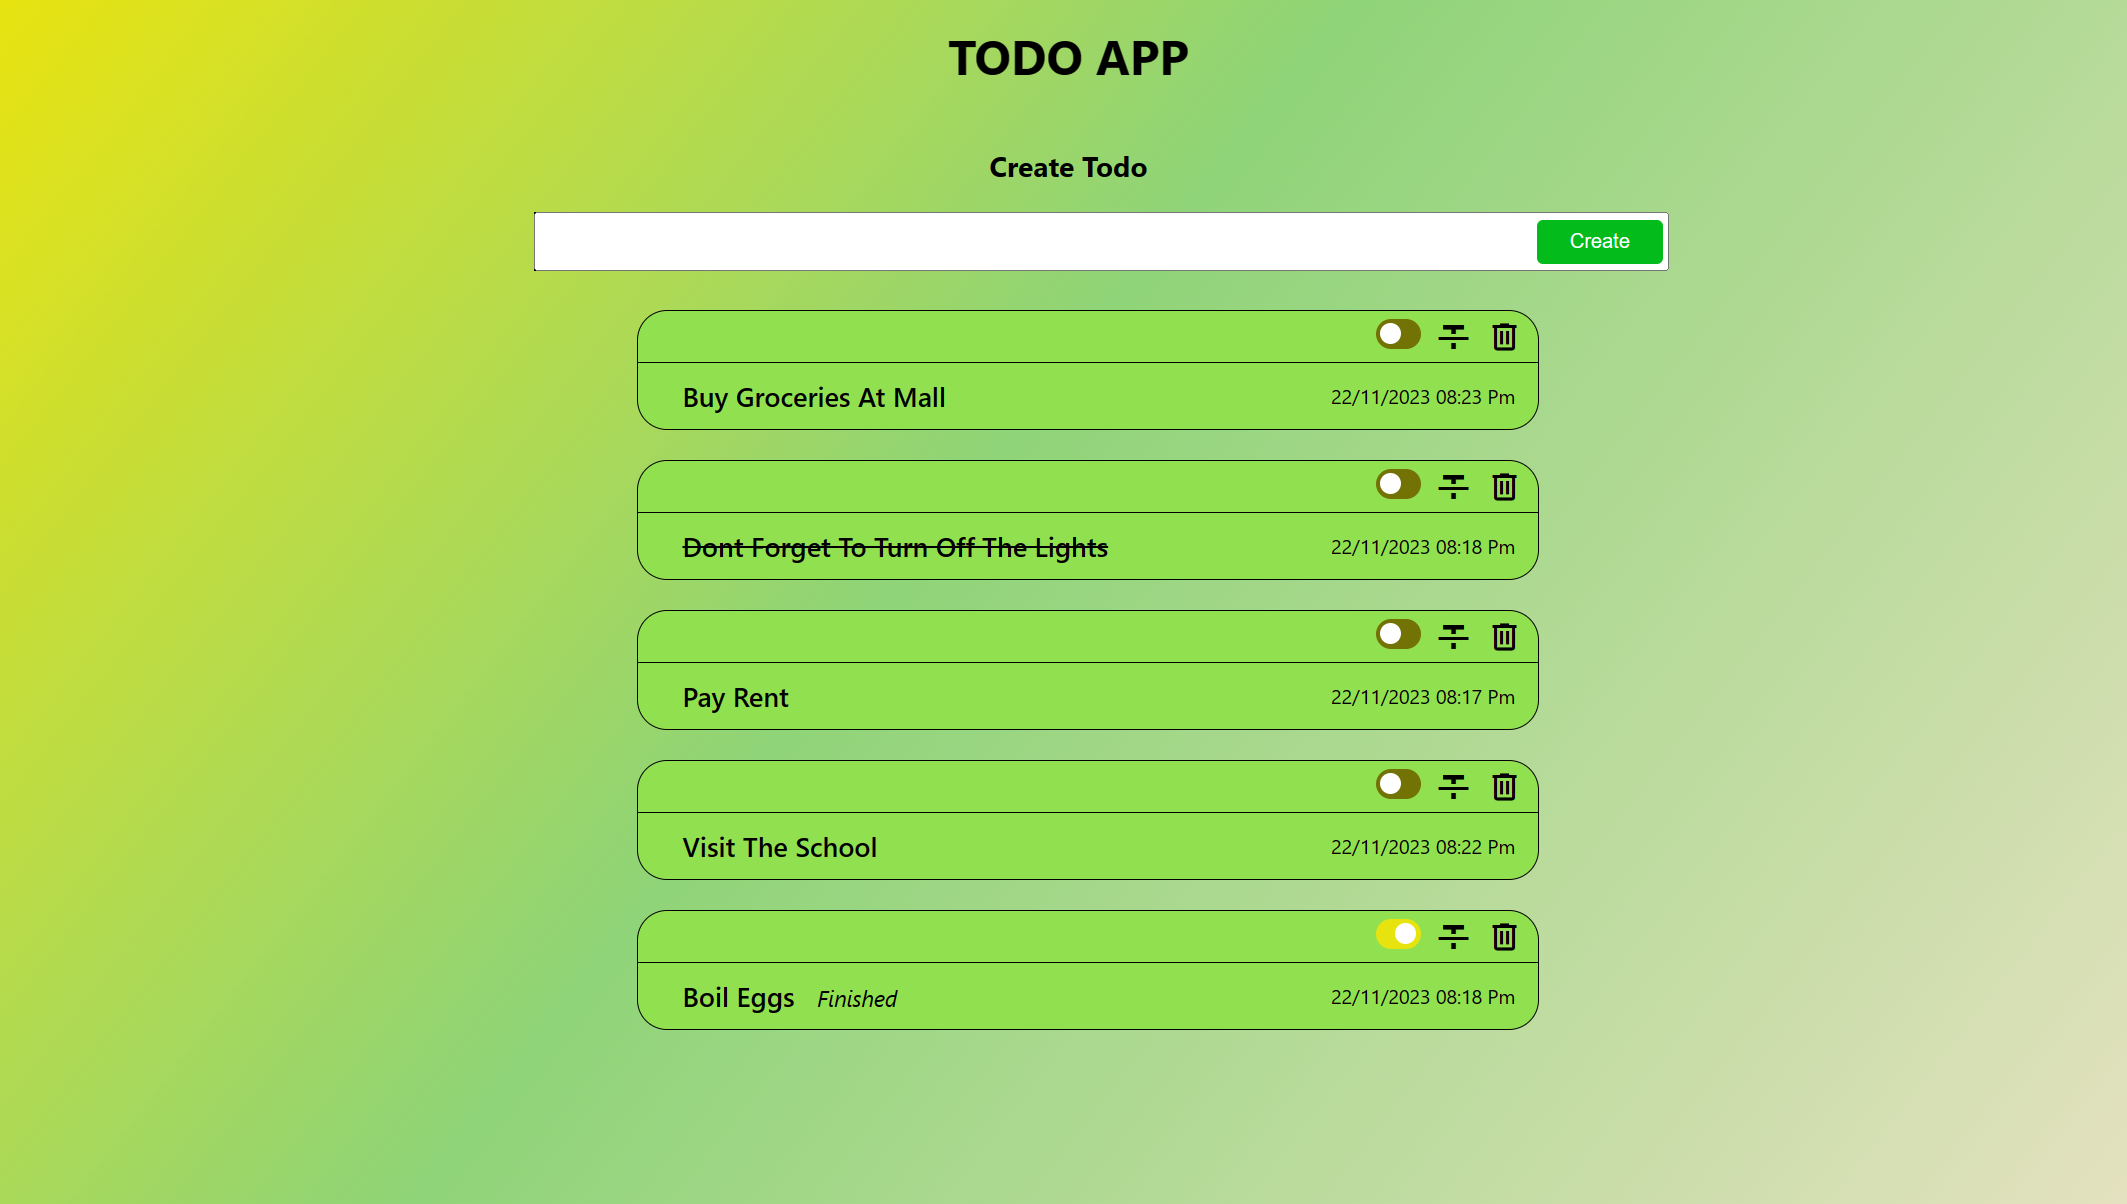 TODO APP
Create Todo
Create
Buy Groceries At Mall 22/11/2023 08:23 Pm
Dont Forget To Turn Off The Lights 22/11/2023 08:18 Pm
Pay Rent 22/11/2023 08:17 Pm
Visit The School 22/11/2023 08:22 Pm
Boil Eggs Finished 22/11/2023 08:18 Pm